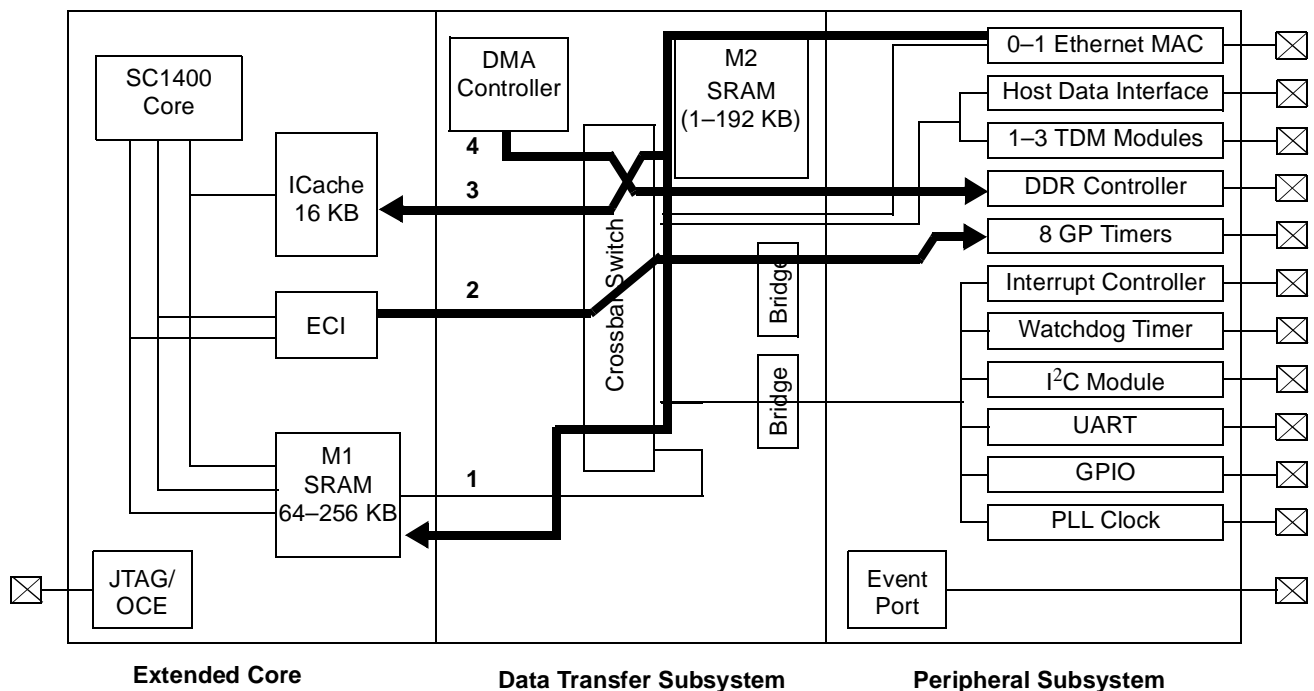 SC1400
Core
ICache
16 KB
ECI
M1
SRAM
64–256 KB
JTAG/
OCE
Extended Core
DMA
Controller
4
3
2
1
Crossbar Switch
M2
SRAM
(1–192 KB)
Bridge
Bridge
Data Transfer Subsystem
0–1 Ethernet MAC
Host Data Interface
1–3 TDM Modules
DDR Controller
8 GP Timers
Interrupt Controller
Watchdog Timer
I²C Module
UART
GPIO
PLL Clock
Event
Port
Peripheral Subsystem